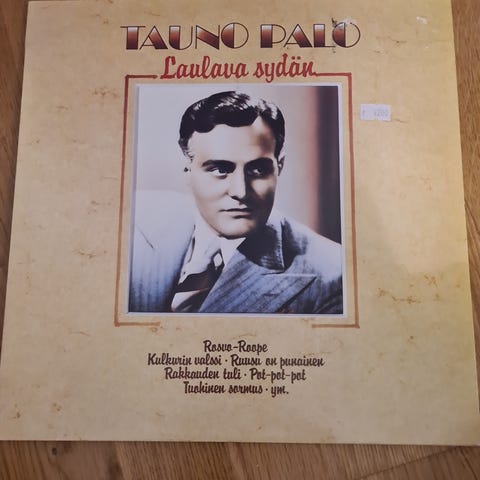 TAUNO PALO
Laulava sydän
Rosvo-Roope
Kulkurin valssi · Ruusu on punainen
Rakkauden tuli · Pot-pot-pot
Tuohinen sormus · ym.